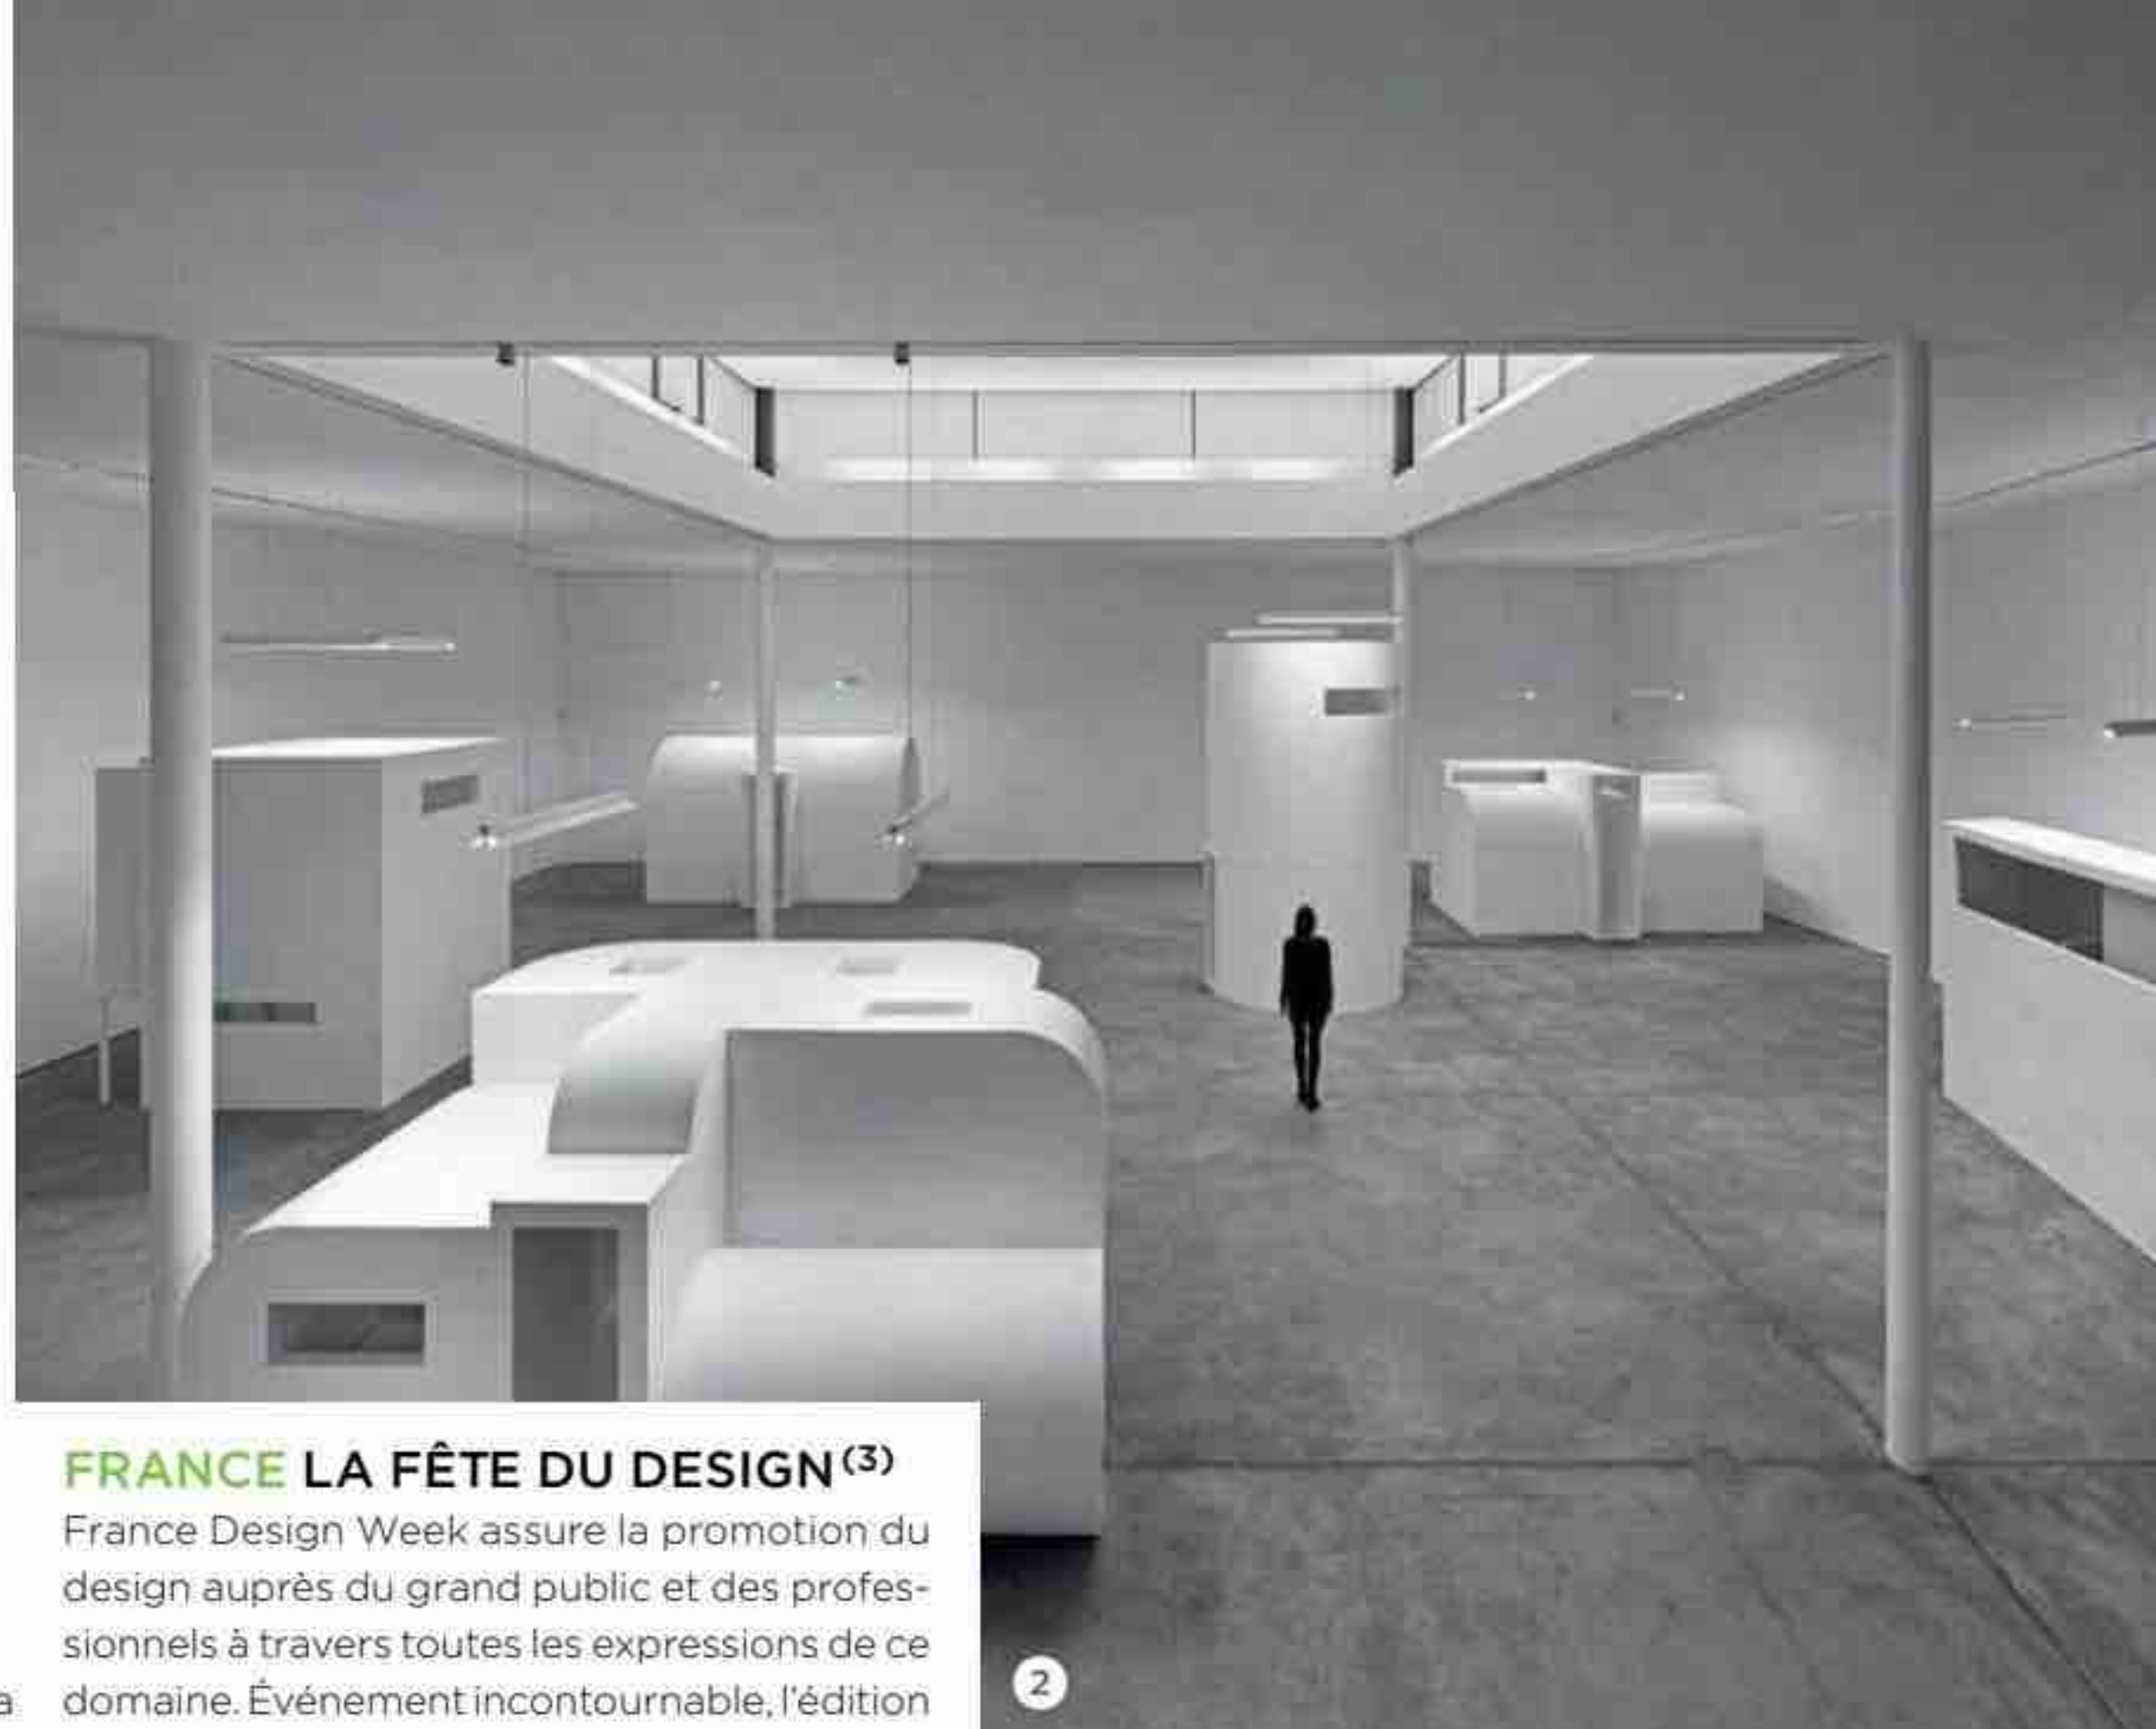 FRANCE LA FÊTE DU DESIGN(3)
France Design Week assure la promotion du
design auprès du grand public et des profes-
sionnels à travers toutes les expressions de ce
a domaine. Événement incontournable, l'édition
2